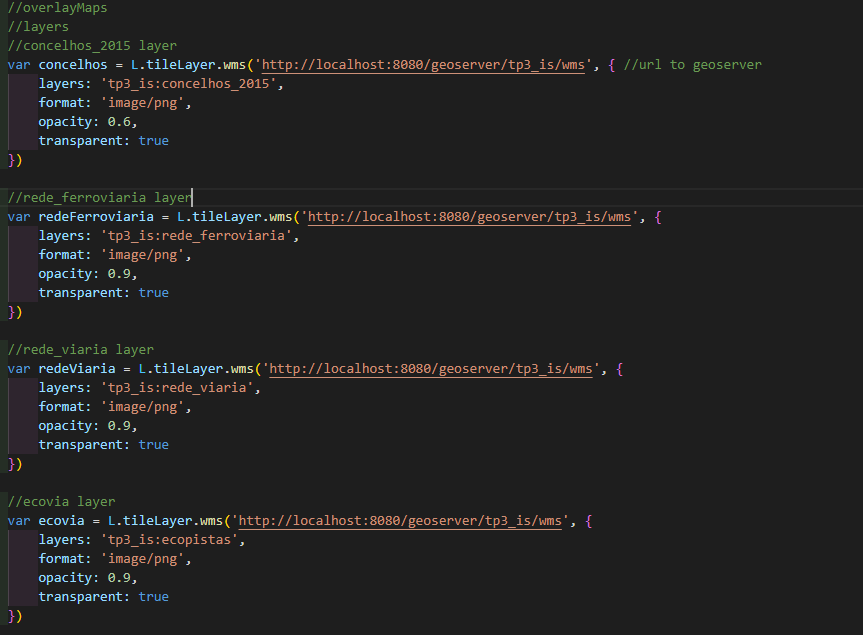 //overlayMaps
//layers
//concelhos_2015 layer
var concelhos = L.tileLayer.wms('http://localhost:8080/geoserver/tp3_is/wms', { //url to geoserver
    layers: 'tp3_is:concelhos_2015',
    format: 'image/png',
    opacity: 0.6,
    transparent: true
})
//rede_ferroviaria layer
var redeFerroviaria = L.tileLayer.wms('http://localhost:8080/geoserver/tp3_is/wms', {
    layers: 'tp3_is:rede_ferroviaria',
    format: 'image/png',
    opacity: 0.9,
    transparent: true
})
//rede_viaria layer
var redeViaria = L.tileLayer.wms('http://localhost:8080/geoserver/tp3_is/wms', {
    layers: 'tp3_is:rede_viaria',
    format: 'image/png',
    opacity: 0.9,
    transparent: true
})
//ecovia layer
var ecovia = L.tileLayer.wms('http://localhost:8080/geoserver/tp3_is/wms', {
    layers: 'tp3_is:ecopistas',
    format: 'image/png',
    opacity: 0.9,
    transparent: true
})